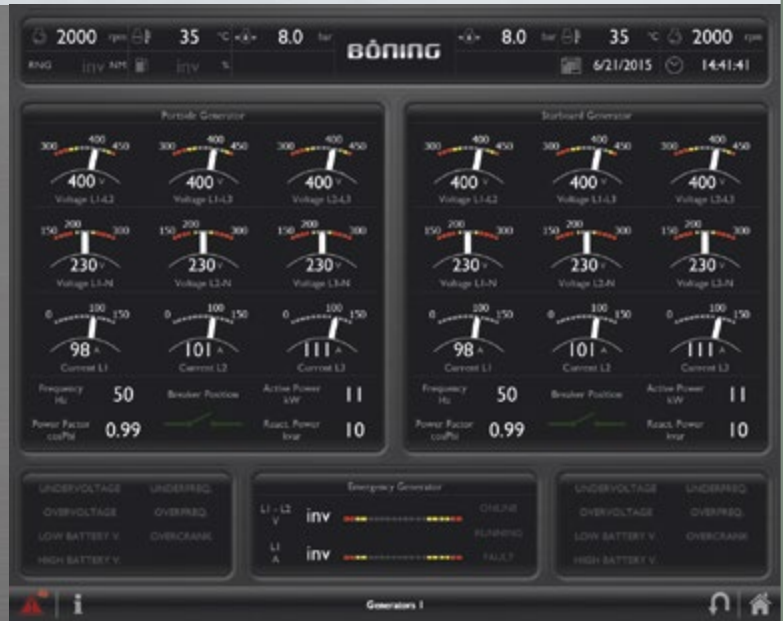 2000 rpm 35 °C 8.0 bar BÖNING 8.0 bar 35 °C 2000 rpm
RNG inv NM inv % 6/21/2015 14:41:41
Portside Generator
300 400 450 300 400 450 300 400 450
400 V 400 V 400 V
Voltage L1-L2 Voltage L1-L3 Voltage L2-L3
150 200 300 150 200 300 150 200 300
230 V 230 V 230 V
Voltage L1-N Voltage L2-N Voltage L3-N
0 100 150 0 100 150 0 100 150
98 A 101 A 111 A
Current L1 Current L2 Current L3
Frequency Hz 50 Breaker Position Active Power kW 11
Power Factor cosPhi 0.99 React. Power kvar 10
Starboard Generator
300 400 450 300 400 450 300 400 450
400 V 400 V 400 V
Voltage L1-L2 Voltage L1-L3 Voltage L2-L3
150 200 300 150 200 300 150 200 300
230 V 230 V 230 V
Voltage L1-N Voltage L2-N Voltage L3-N
0 100 150 0 100 150 0 100 150
98 A 101 A 111 A
Current L1 Current L2 Current L3
Frequency Hz 50 Breaker Position Active Power kW 11
Power Factor cosPhi 0.99 React. Power kvar 10
UNDERVOLTAGE UNDERFREQ.
OVERVOLTAGE OVERFREQ.
LOW BATTERY V. OVERCRANK
HIGH BATTERY V.
Emergency Generator
L1 - L2 V inv ONLINE
RUNNING
L1 A inv FAULT
UNDERVOLTAGE UNDERFREQ.
OVERVOLTAGE OVERFREQ.
LOW BATTERY V. OVERCRANK
HIGH BATTERY V.
i Generators 1